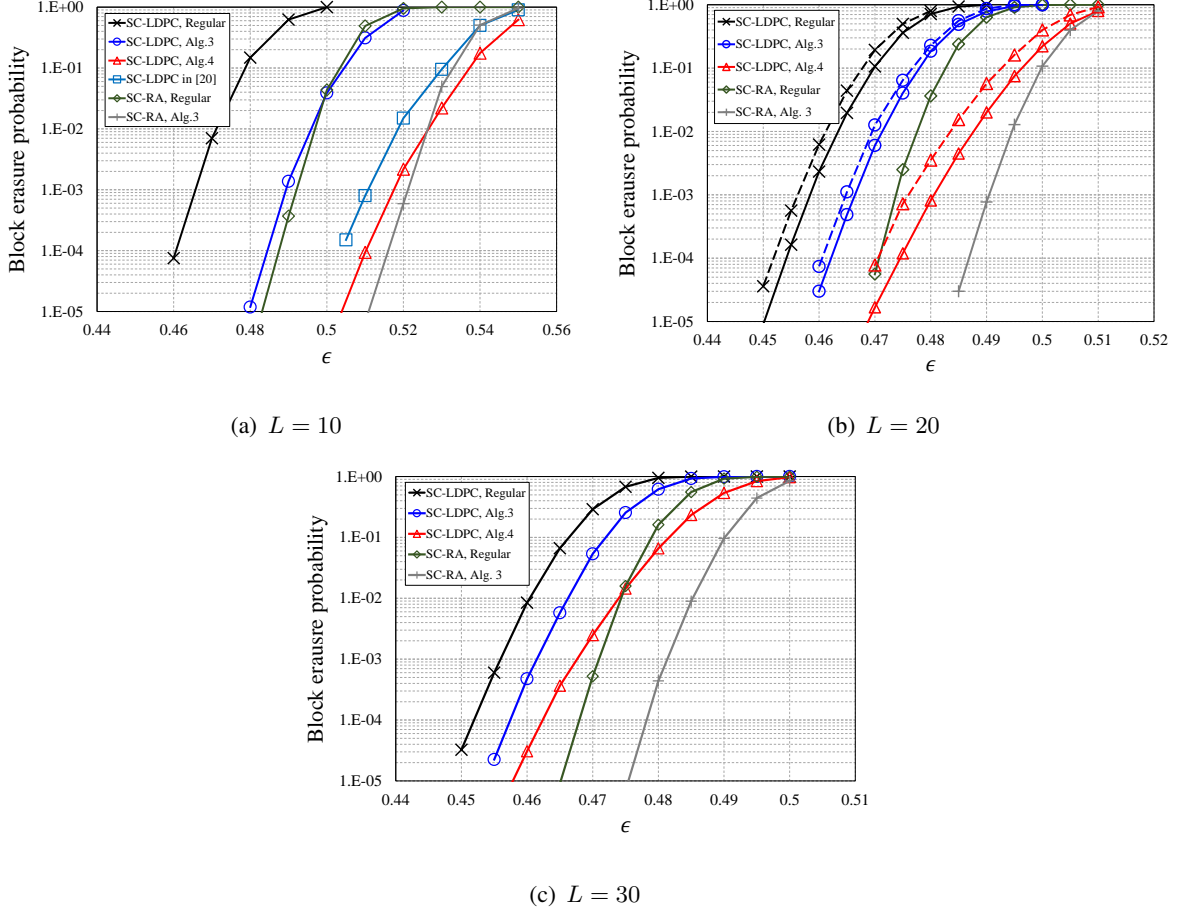 1.E+00
1.E-01
1.E-02
1.E-03
1.E-04
1.E-05
Block erasure probability
SC-LDPC, Regular
SC-LDPC, Alg.3
SC-LDPC, Alg.4
SC-LDPC in [20]
SC-RA, Regular
SC-RA, Alg.3
0.44 0.46 0.48 0.5 0.52 0.54 0.56
ϵ
(a) L = 10
1.E+00
1.E-01
1.E-02
1.E-03
1.E-04
1.E-05
Block erausre probability
SC-LDPC, Regular
SC-LDPC, Alg.3
SC-LDPC, Alg.4
SC-RA, Regular
SC-RA, Alg. 3
0.44 0.45 0.46 0.47 0.48 0.49 0.5 0.51 0.52
ϵ
(b) L = 20
1.E+00
1.E-01
1.E-02
1.E-03
1.E-04
1.E-05
Block erausre probability
SC-LDPC, Regular
SC-LDPC, Alg.3
SC-LDPC, Alg.4
SC-RA, Regular
SC-RA, Alg. 3
0.44 0.45 0.46 0.47 0.48 0.49 0.5 0.51
ϵ
(c) L = 30